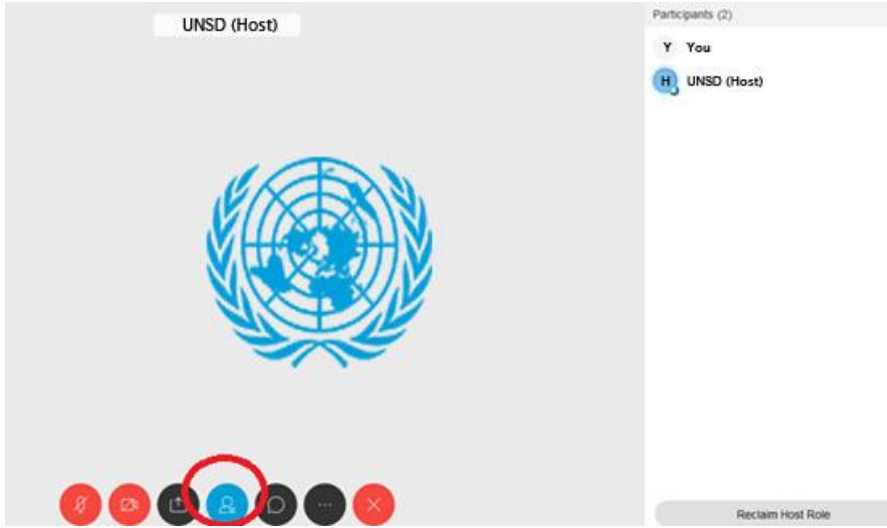 UNSD (Host)
Participants (2)
Y You
H UNSD (Host)
Reclaim Host Role